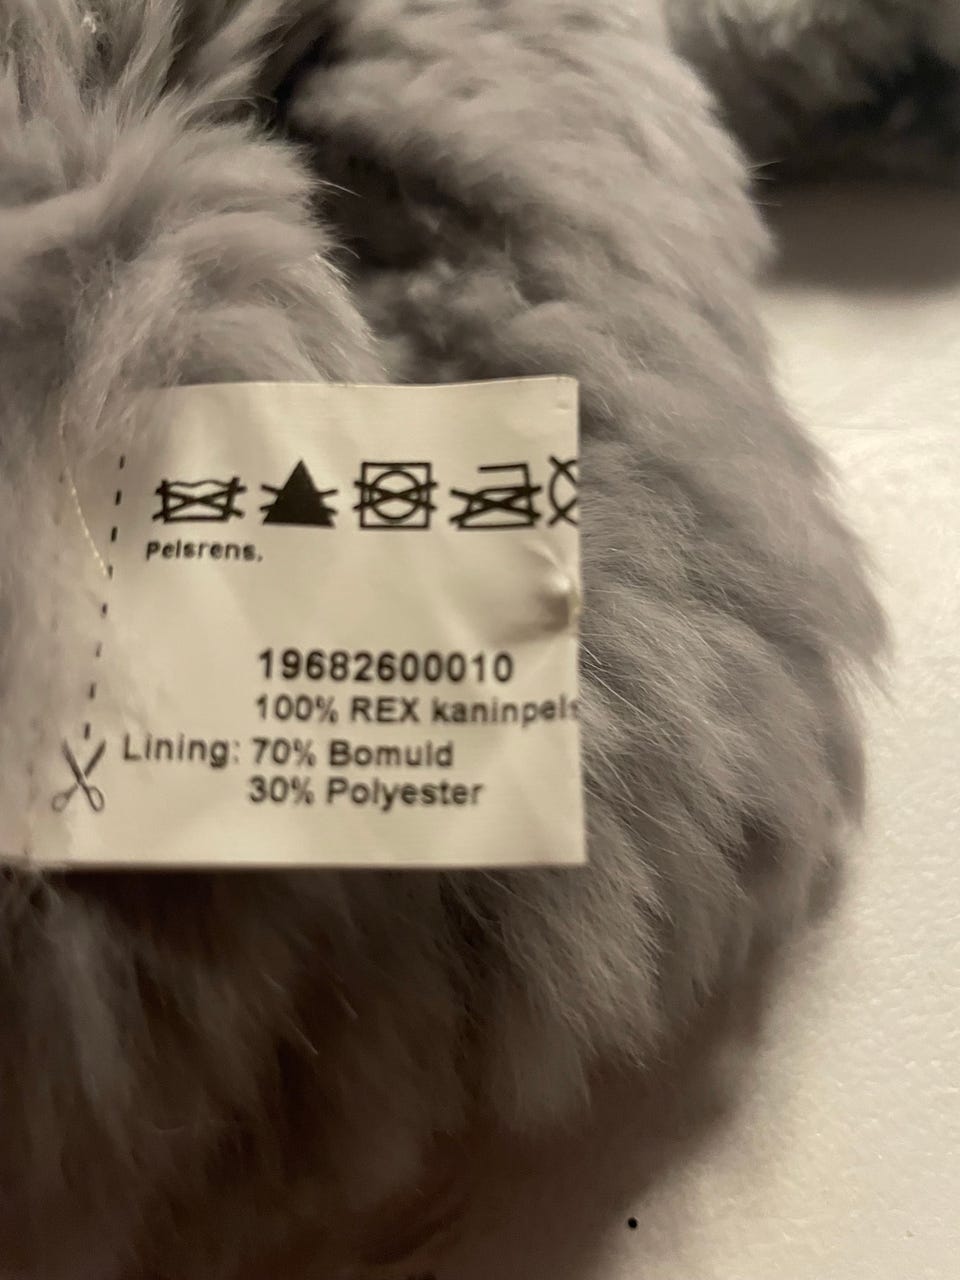 Pelsrens.
19682600010
100% REX kaninpels
Lining: 70% Bomuld
30% Polyester